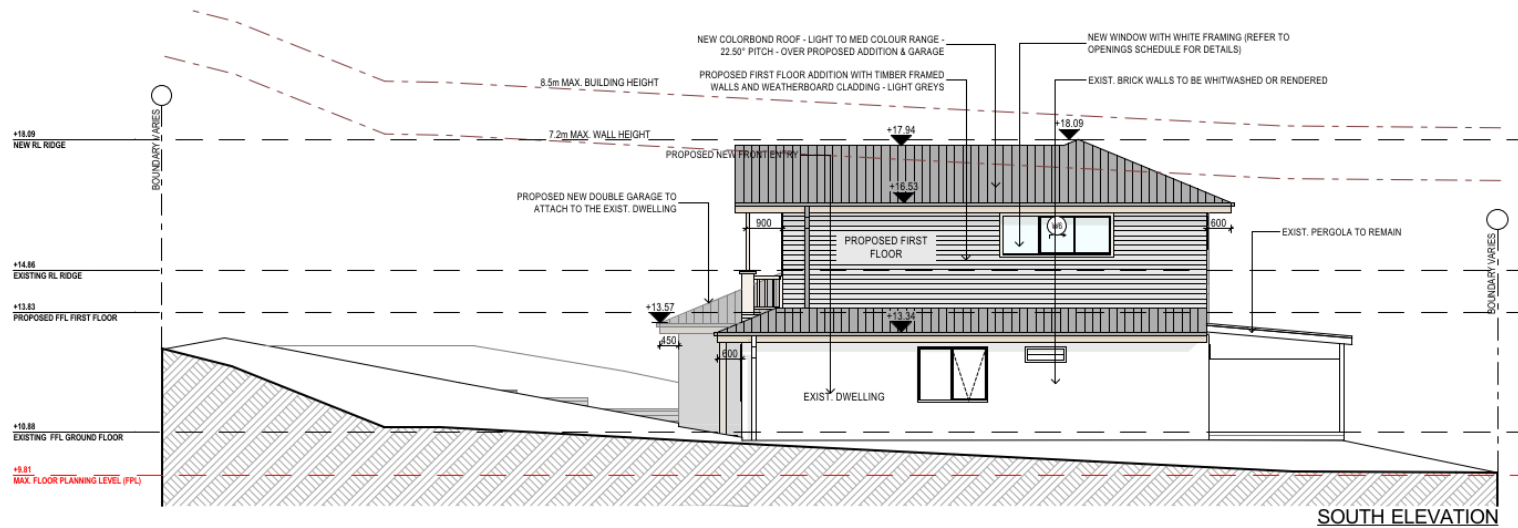 NEW COLORBOND ROOF - LIGHT TO MED COLOUR RANGE -
22.50° PITCH - OVER PROPOSED ADDITION & GARAGE
NEW WINDOW WITH WHITE FRAMING (REFER TO
OPENINGS SCHEDULE FOR DETAILS)
PROPOSED FIRST FLOOR ADDITION WITH TIMBER FRAMED
WALLS AND WEATHERBOARD CLADDING - LIGHT GREYS
EXIST. BRICK WALLS TO BE WHITWASHED OR RENDERED
8.5m MAX. BUILDING HEIGHT
BOUNDARY VARIES
+18.09
NEW RL RIDGE
7.2m MAX. WALL HEIGHT
+17.94
+18.09
PROPOSED NEW FRONT ENTRY
+16.53
PROPOSED NEW DOUBLE GARAGE TO
ATTACH TO THE EXIST. DWELLING
900
W6
600
EXIST. PERGOLA TO REMAIN
PROPOSED FIRST
FLOOR
BOUNDARY VARIES
+14.86
EXISTING RL RIDGE
+13.83
PROPOSED FFL FIRST FLOOR
+13.57
+13.34
450
600
EXIST. DWELLING
+10.88
EXISTING FFL GROUND FLOOR
+9.81
MAX. FLOOR PLANNING LEVEL (FPL)
SOUTH ELEVATION